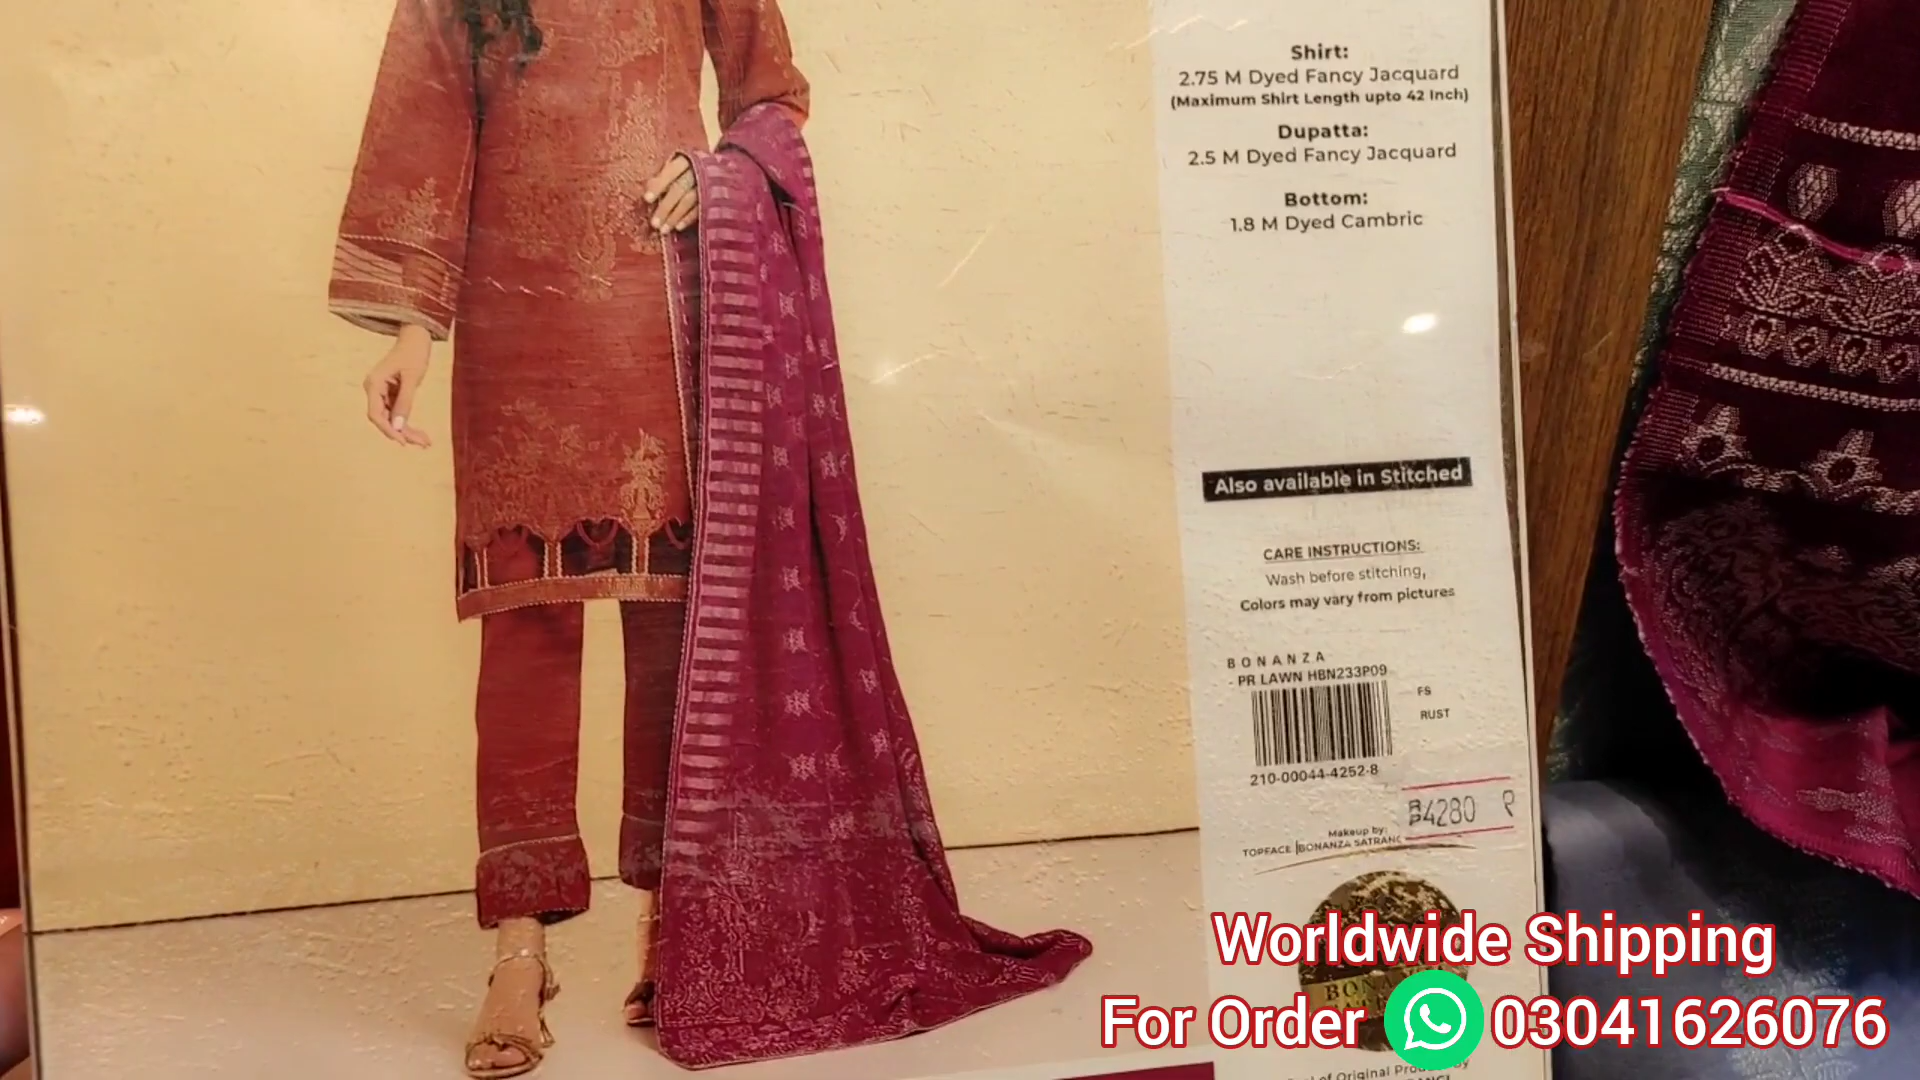 Shirt:
2.75 M Dyed Fancy Jacquard
(Maximum Shirt Length upto 42 Inch)
Dupatta:
2.5 M Dyed Fancy Jacquard
Bottom:
1.8 M Dyed Cambric
Also available in Stitched
CARE INSTRUCTIONS:
Wash before stitching,
Colors may vary from pictures
BONANZA
- PR LAWN HBN233P09
FS
RUST
210-00044-4252-8
4280
Makeup by:
TOPFACE |BONANZA SATRANG
Worldwide Shipping
For Order 03041626076
of Original